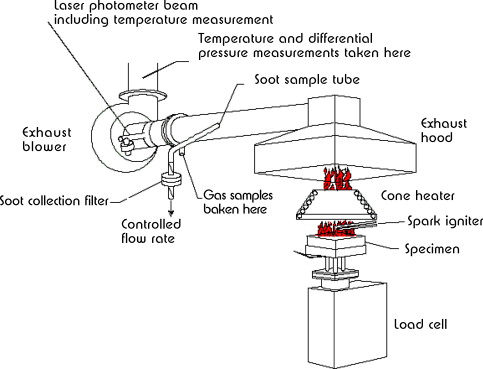 Laser photometer beam
including temperature measurement
Temperature and differential
pressure measurements taken here
Soot sample tube
Exhaust
blower
Exhaust
hood
Soot collection filter
Gas samples
baken here
Cone heater
Controlled
flow rate
Spark igniter
Specimen
Load cell